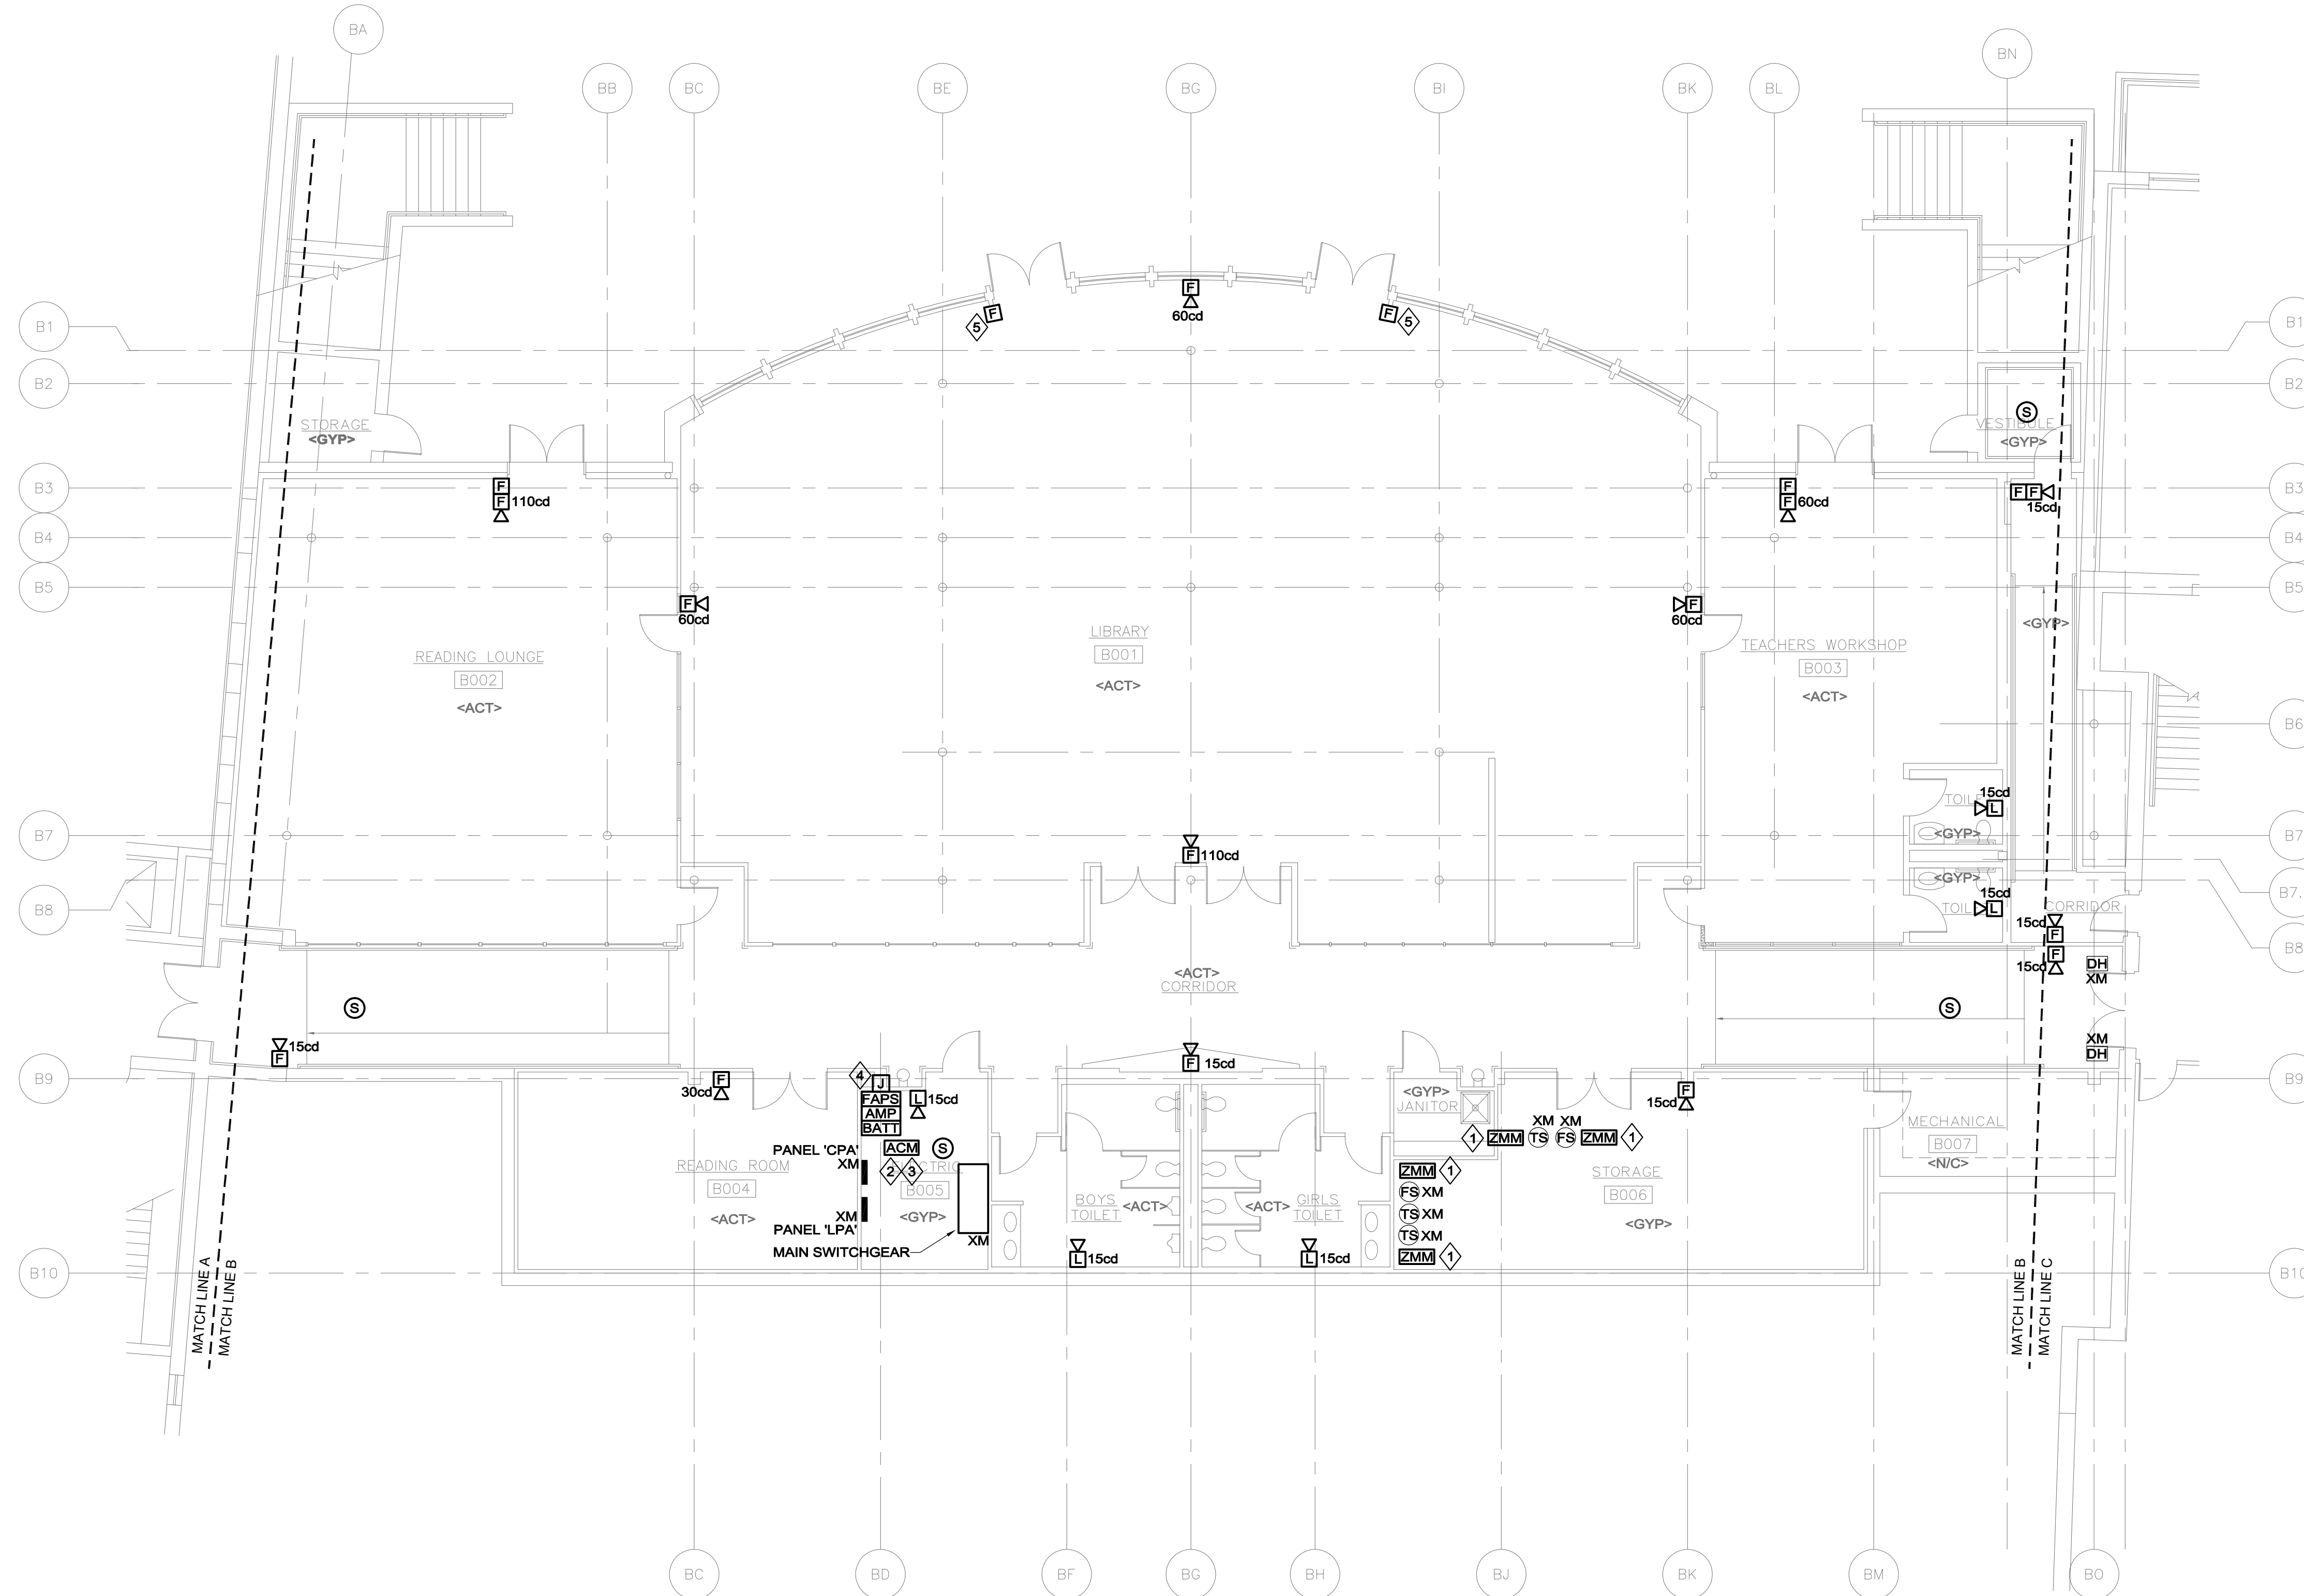 BA
BN
BB
BC
BE
BG
BI
BK
BL
F
60cd
5
F
F
5
B1
B1
B2
B2
STORAGE
<GYP>
S
VESTIBULE
<GYP>
B3
F
F
110cd
F
F
60cd
F
F
15cd
B3
B4
B4
B5
B5
F
60cd
F
60cd
<GYP>
LIBRARY
B001
<ACT>
READING LOUNGE
B002
<ACT>
TEACHERS WORKSHOP
B003
<ACT>
B6
15cd
L
<GYP>
B7
B7
F
110cd
<GYP>
15cd
L
B8
B8
CORRIDOR
15cd
F
F
15cd
DH
XM
<ACT>
CORRIDOR
S
S
15cd
F
F
15cd
XM
DH
B9
B9
30cd
F
4
J
FAPS
AMP
BATT
L
15cd
ACM
S
2
3
B005
<GYP>
PANEL 'CPA'
XM
XM
PANEL 'LPA'
MAIN SWITCHGEAR
XM
READING ROOM
B004
<ACT>
BOYS
TOILET
<ACT>
L
15cd
<ACT>
GIRLS
TOILET
L
15cd
<GYP>
JANITOR
XM
XM
1
ZMM
TS
FS
ZMM
1
ZMM
1
FS
XM
TS
XM
TS
XM
ZMM
1
STORAGE
B006
<GYP>
F
15cd
MECHANICAL
B007
<N/C>
B10
MATCH LINE A
MATCH LINE B
MATCH LINE B
MATCH LINE C
BC
BD
BF
BG
BH
BJ
BK
BM
BO